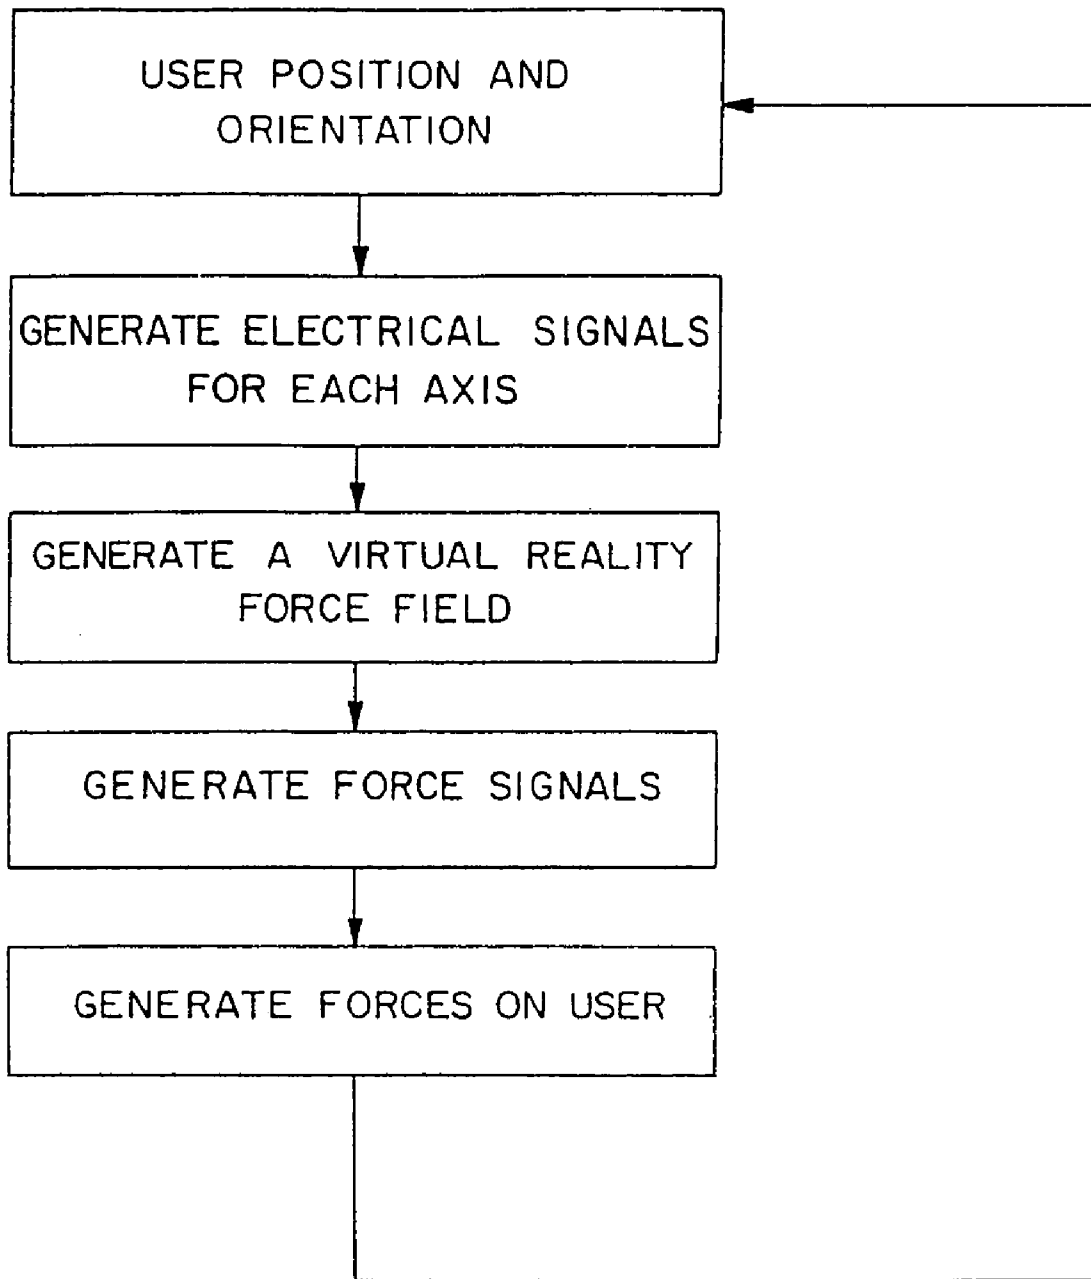 USER POSITION AND
ORIENTATION
GENERATE ELECTRICAL SIGNALS
FOR EACH AXIS
GENERATE A VIRTUAL REALITY
FORCE FIELD
GENERATE FORCE SIGNALS
GENERATE FORCES ON USER